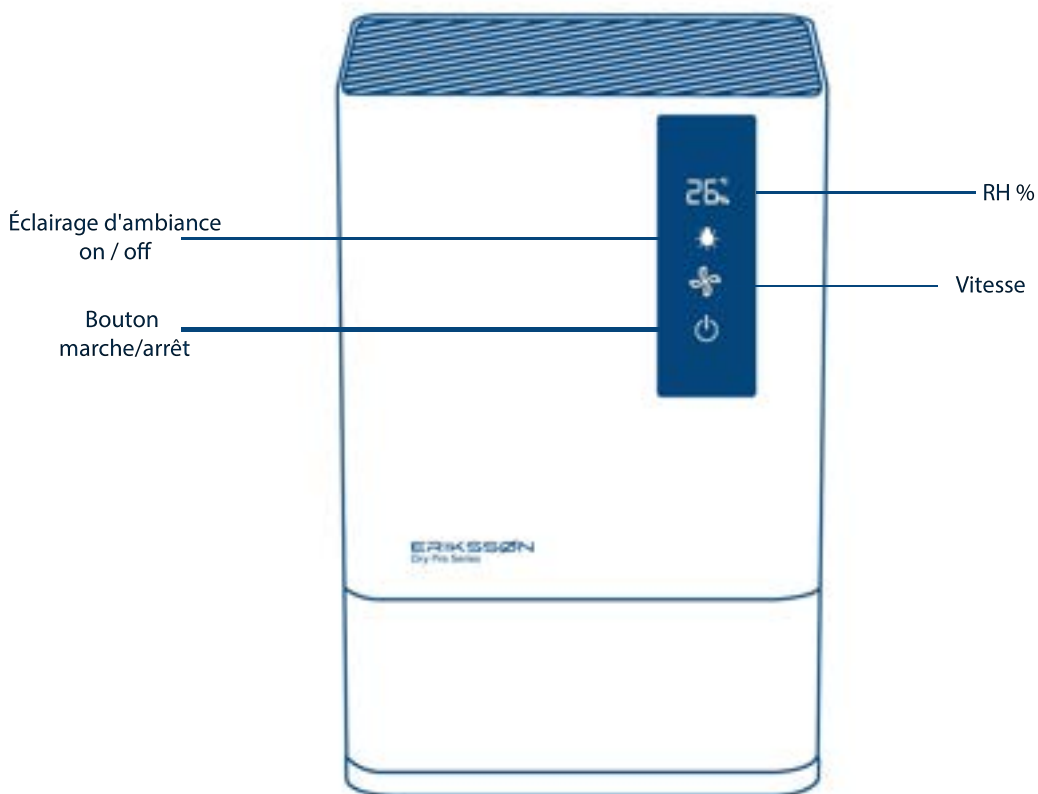 26
RH %
Éclairage d'ambiance
on / off
Vitesse
Bouton
marche/arrêt
ERIKSSØN
Dry Pro Series